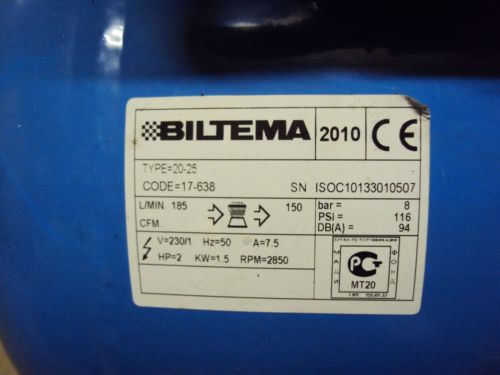 BILTEMA 2010 CE
TYPE=20-25
CODE=17-638 SN ISOC10133010507
L/MIN. 185 150
CFM.
bar = 8
PSi = 116
DB(A) = 94
V=230/1 Hz=50 A=7.5
HP=2 KW=1.5 RPM=2850
МТ20